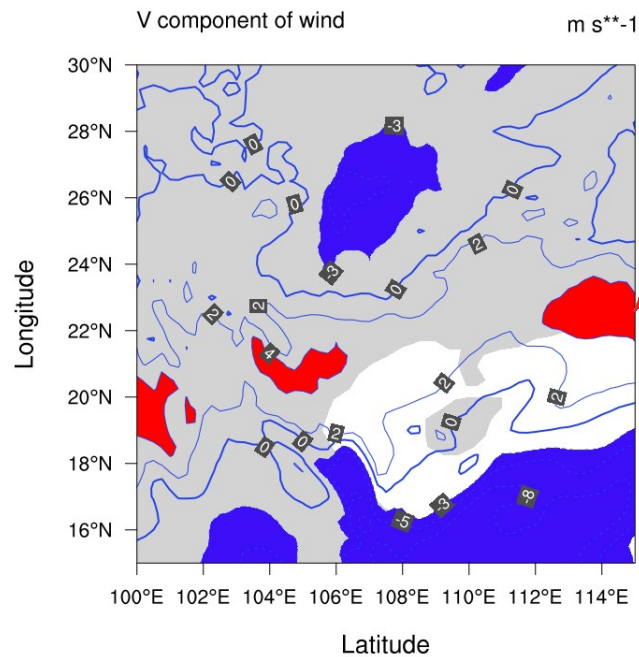 V component of wind
m s**-1
30°N
28°N
26°N
24°N
22°N
20°N
18°N
16°N
-3
0
0
0
0
2
-3
0
2
2
4
2
2
0
2
0
0
-8
-3
-5
100°E
102°E
104°E
106°E
108°E
110°E
112°E
114°E
Longitude
Latitude